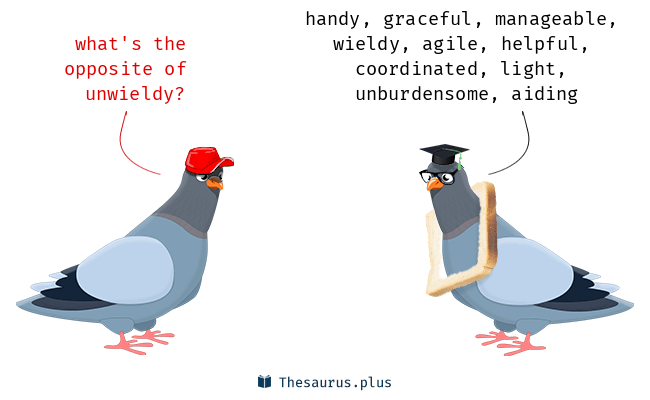 what's the
opposite of
unwieldy?
handy, graceful, manageable,
wieldy, agile, helpful,
coordinated, light,
unburdensome, aiding
Thesaurus.plus